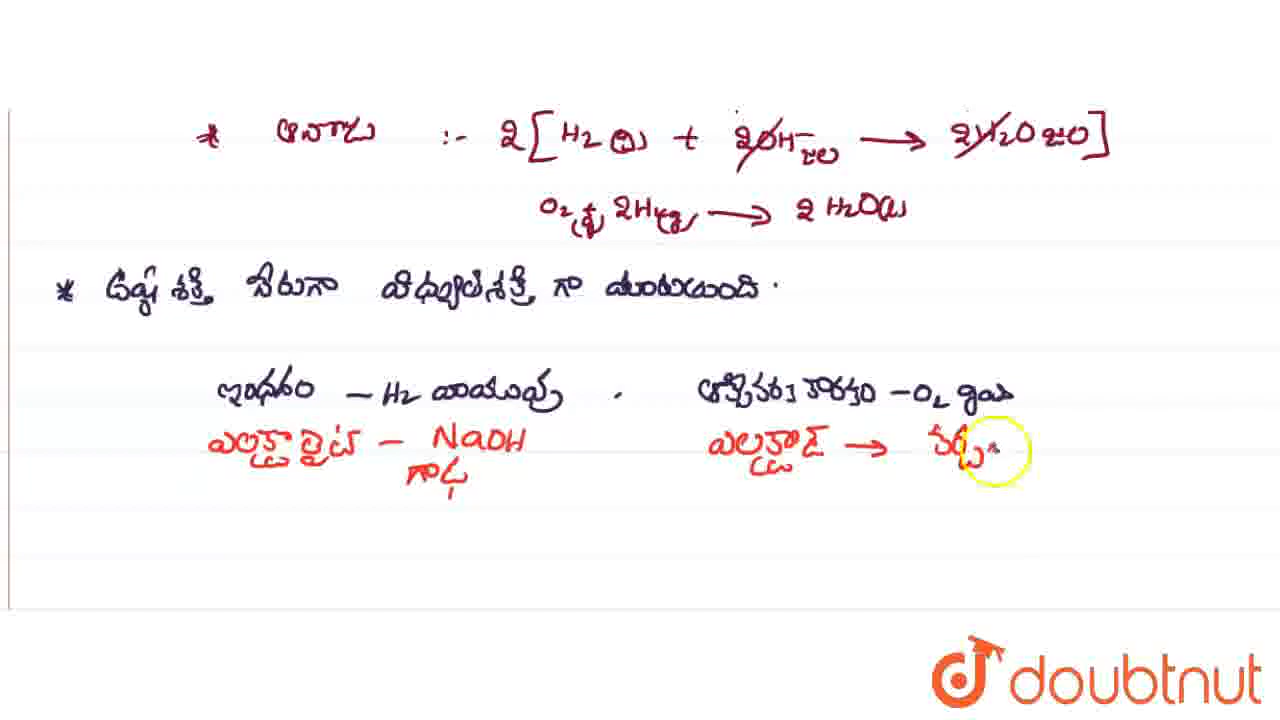 * ఆనోడు :- 2 [ H2 (వా) + 2OH⁻ జల → 2H2O జల ]
O2 (వా) + 2H2 (వా) → 2 H2O(ద్ర)
* ఉష్ణ శక్తి నేరుగా విధ్యుతశక్తి గా మారుతుంది .
ఇంధనం – H2 వాయువు . ఆక్సీకరణ కారకం – O2
ఎలక్ట్రోలైట్ – NaOH ఎలక్ట్రోడ్ →
గాఢ
doubtnut